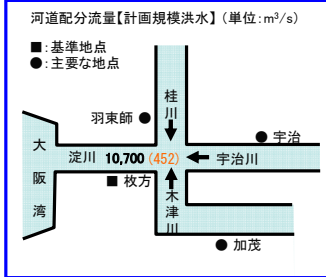 河道配分流量【計画規模洪水】(単位:m³/s)
■:基準地点
●:主要な地点
桂川
羽束師 ●
● 宇治
大阪湾
淀川 10,700 (452)
宇治川
■ 枚方
木津川
● 加茂